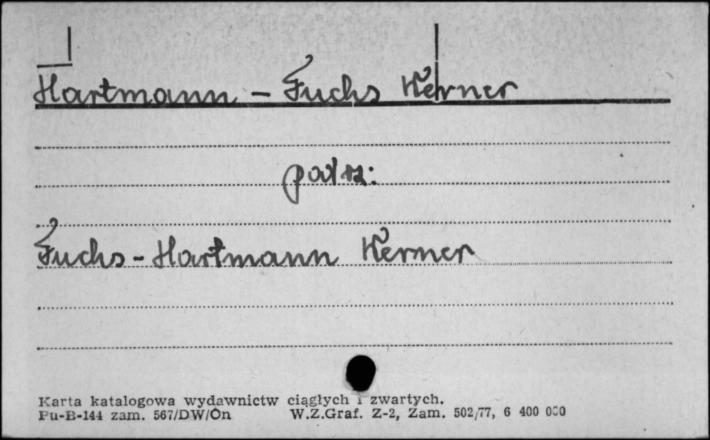 Hartmann - Fuchs Werner
patrz:
Fuchs - Hartmann Werner
Karta katalogowa wydawnictw ciągłych i zwartych.
Pu-B-144 zam. 567/DW/On W.Z.Graf. Z-2, Zam. 502/77, 6 400 000